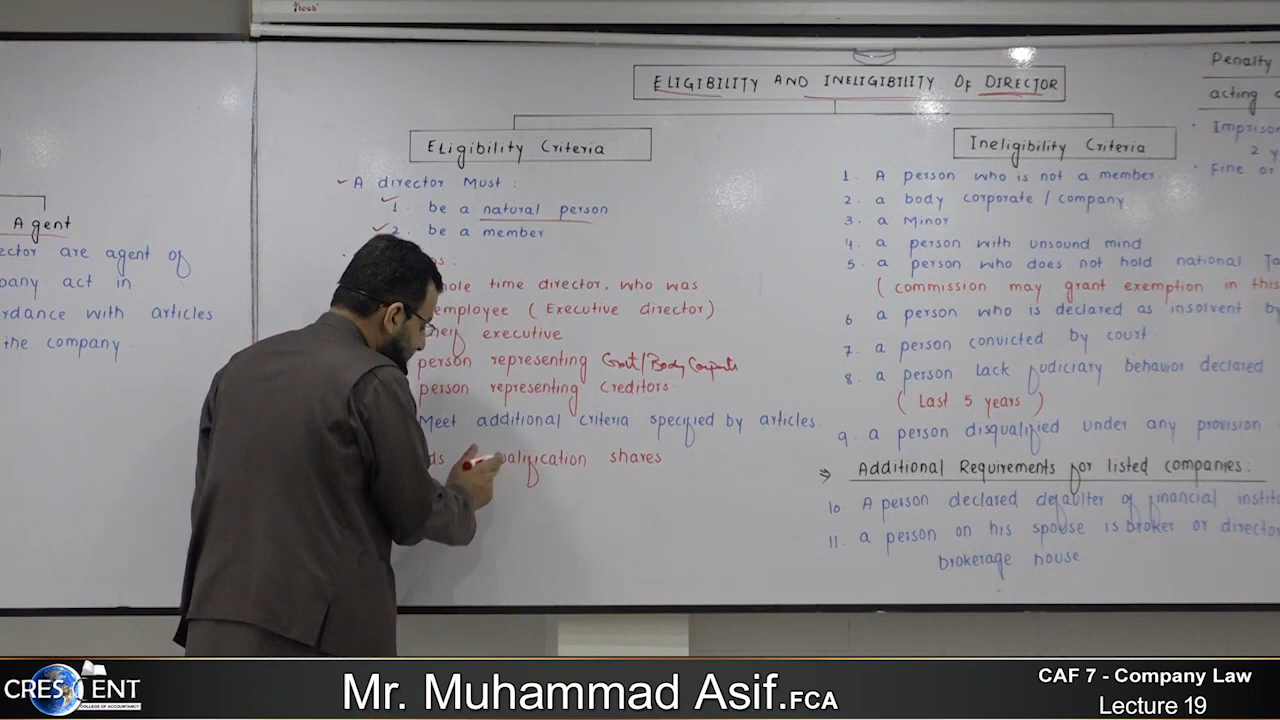 itech
Agent
ector are agent of
pany act in
rdance with articles
the company.
ELIGIBILITY AND INELIGIBILITY OF DIRECTOR
Eligibility Criteria
A director Must :
1. be a natural person
2. be a member
ole time director, who was
employee ( Executive director)
executive
person representing Govt/Body Corporate
person representing creditors.
Meet additional criteria specified by articles
ds ualification shares
Ineligibility Criteria
1. A person who is not a member.
2. a body corporate / company
3. a Minor
4. a person with unsound mind
5. a person who does not hold national Ta
( commission may grant exemption in this
6 a person who is declared as insolvent by
7. a person convicted by court.
8. a person Lack judiciary behavior declared
( Last 5 years )
9. a person disqualified under any provision
⇒ Additional Requirements for listed companies:
10. A person declared defaulter of financial institu
11. a person on his spouse is broker or director
brokerage house.
Penalty
acting
· Imprison
2 y
· Fine or
CRESCENT
COLLEGE OF ACCOUNTANCY
Mr. Muhammad Asif.FCA
CAF 7 - Company Law
Lecture 19